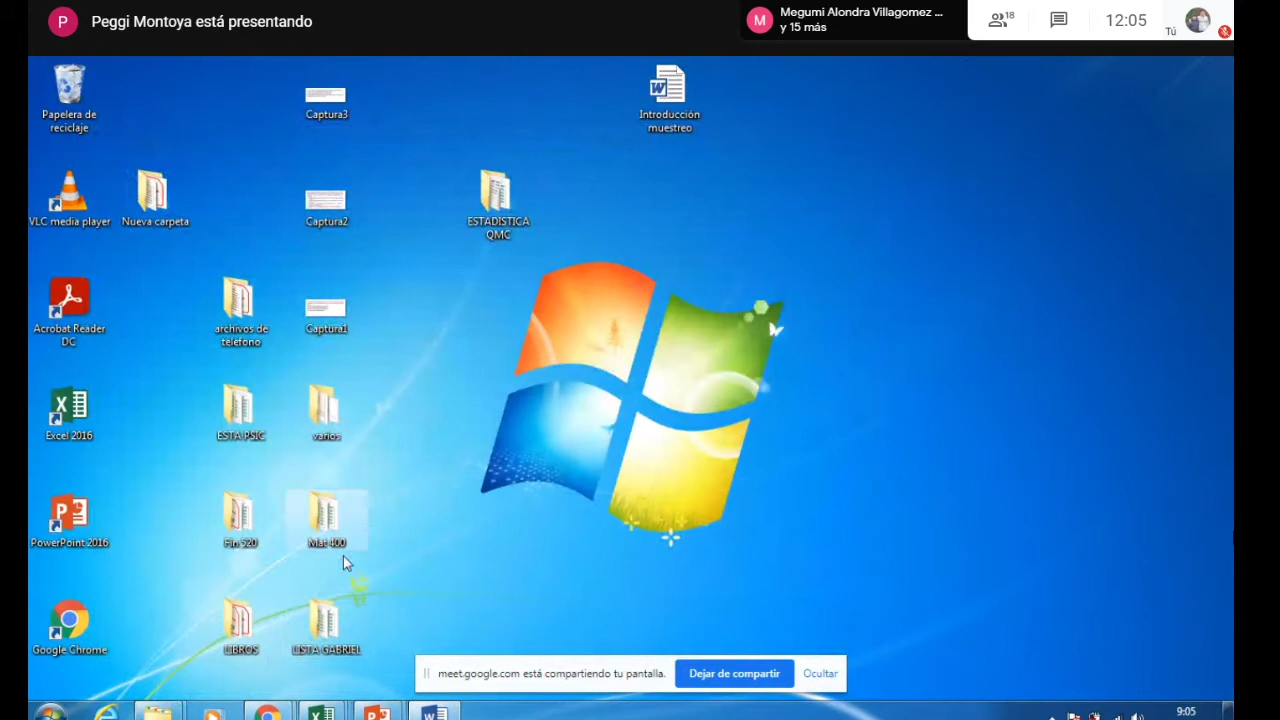 P Peggi Montoya está presentando
M Megumi Alondra Villagomez ...
y 15 más
18
12:05
Tú
Papelera de
reciclaje
Captura3
Introducción
muestreo
VLC media player
Nueva carpeta
Captura2
ESTADISTICA
QMC
Acrobat Reader
DC
archivos de
telefono
Captura1
Excel 2016
ESTA PSIC
varios
PowerPoint 2016
Fin 520
Mat 400
Google Chrome
LIBROS
LISTA GABRIEL
meet.google.com está compartiendo tu pantalla.
Dejar de compartir
Ocultar
9:05